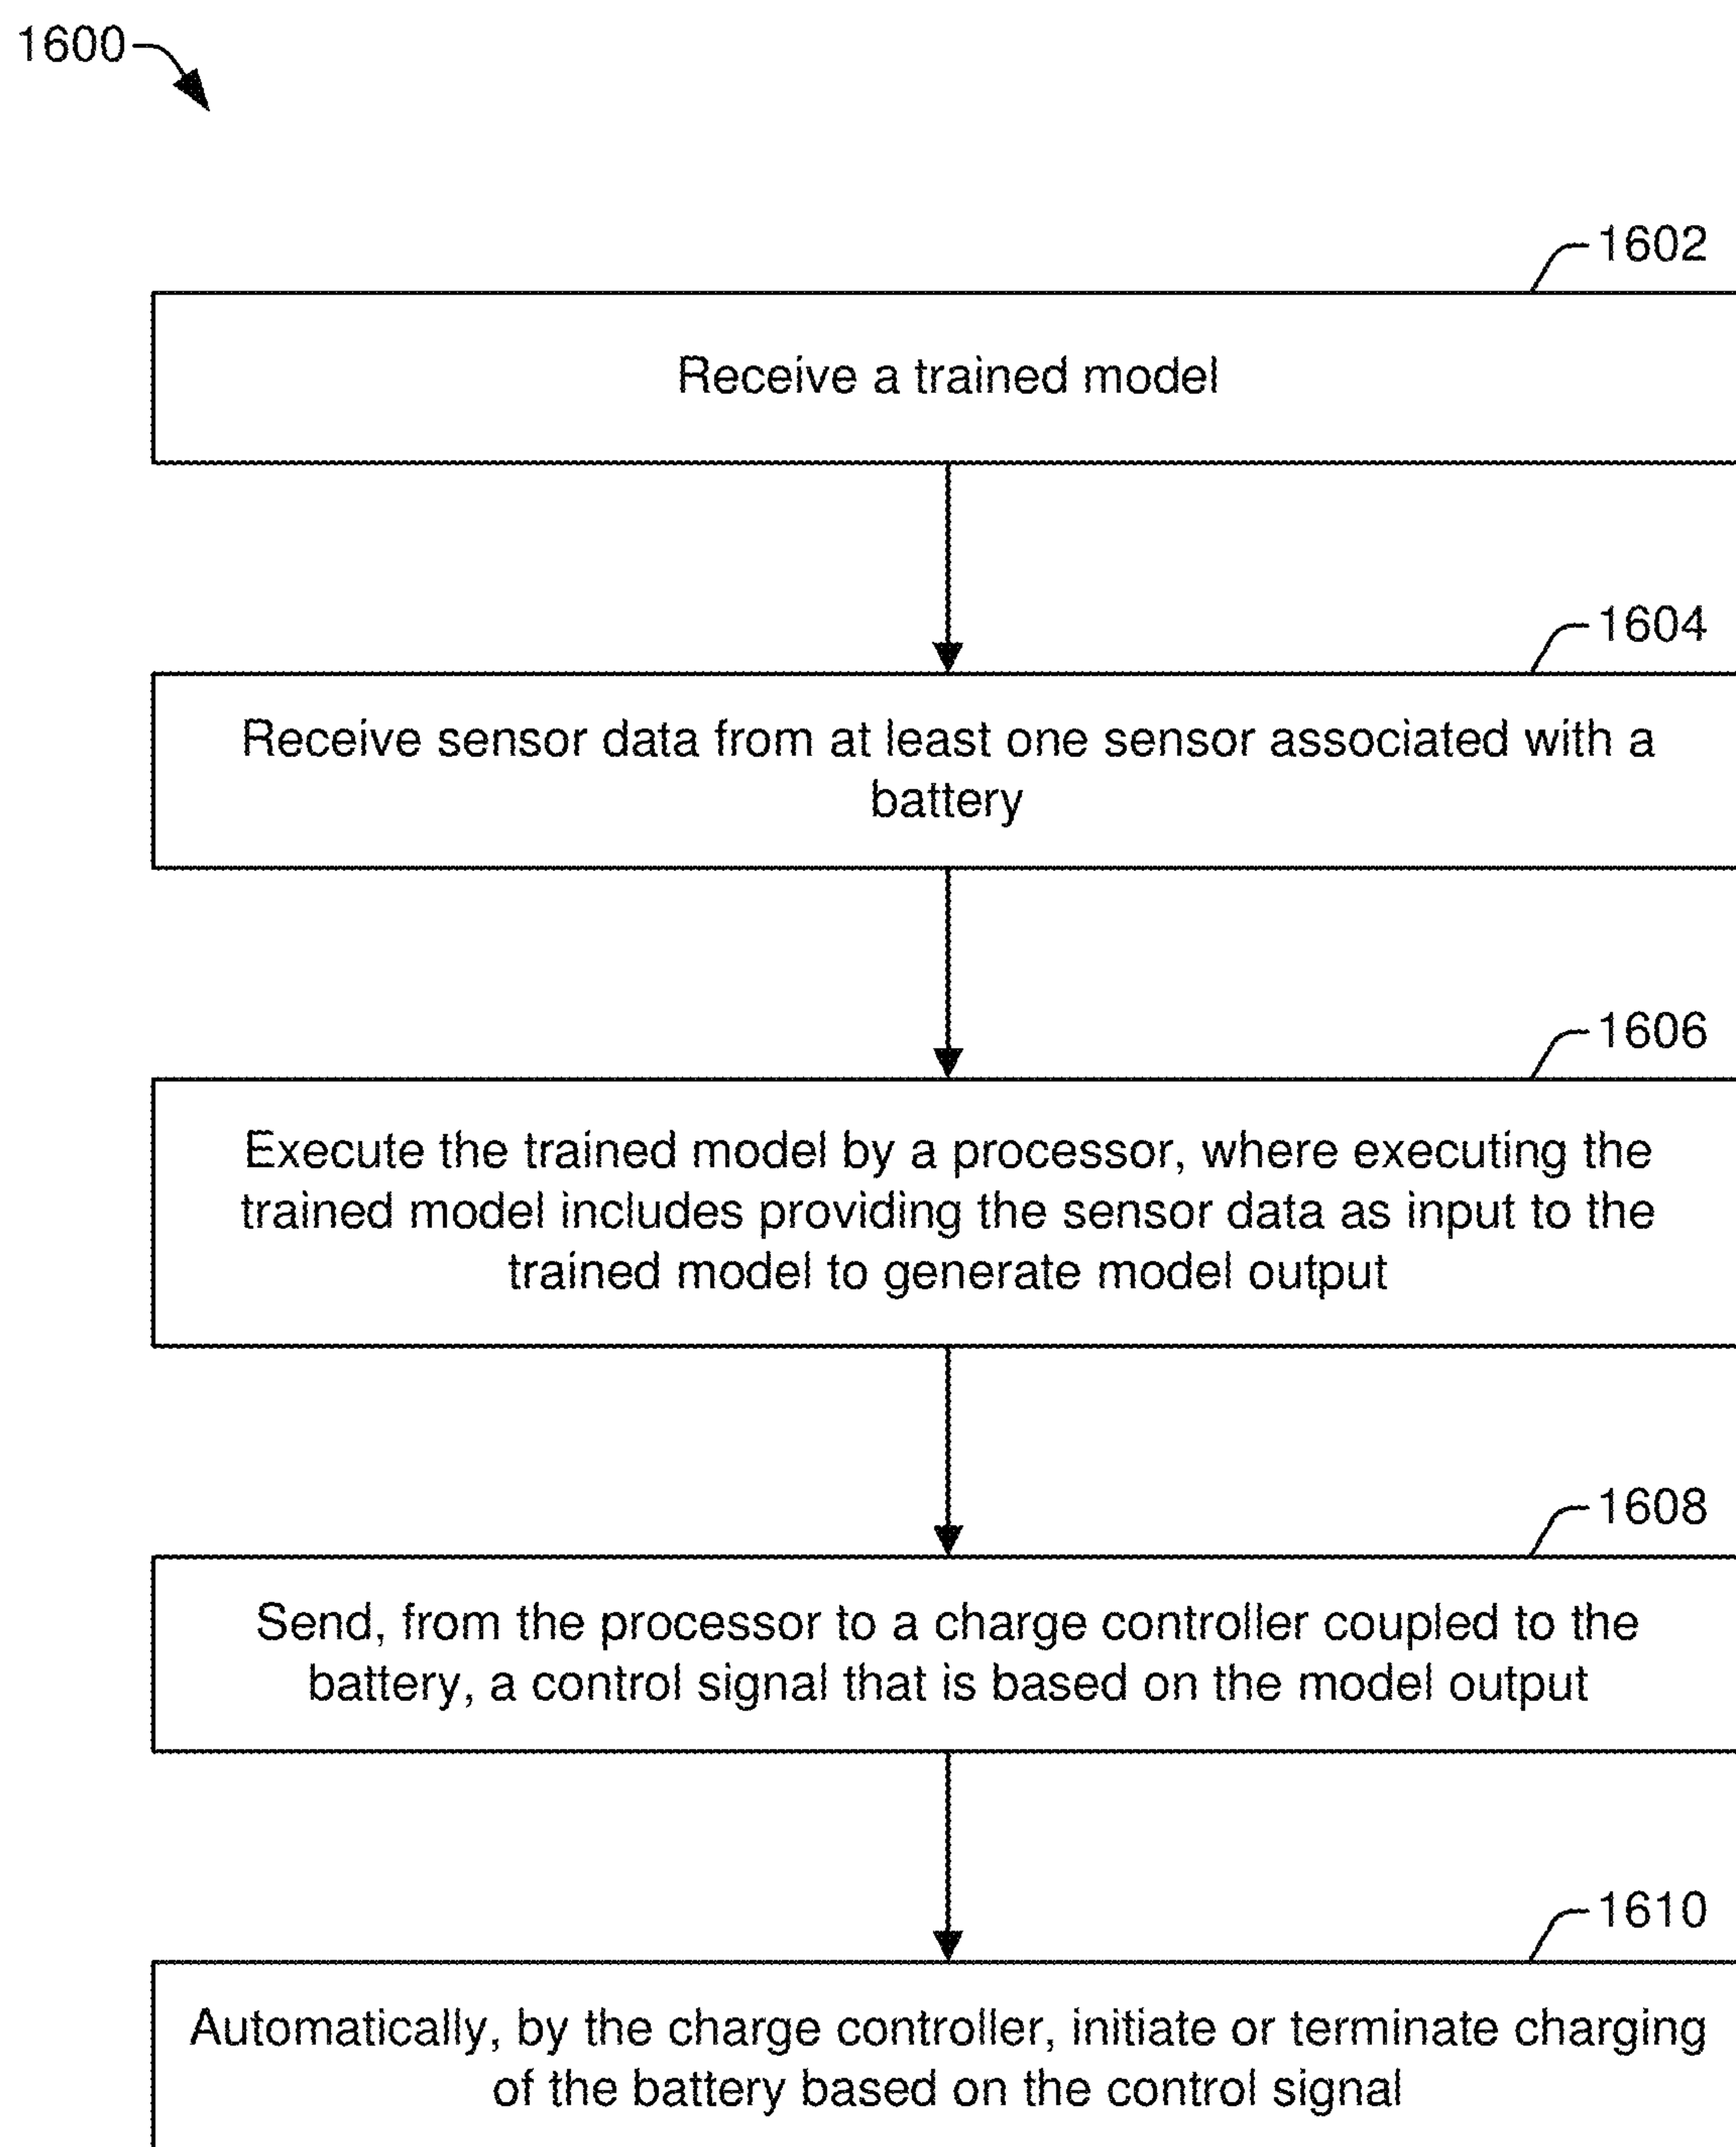 1600
1602
Receive a trained model
1604
Receive sensor data from at least one sensor associated with a
battery
1606
Execute the trained model by a processor, where executing the
trained model includes providing the sensor data as input to the
trained model to generate model output
1608
Send, from the processor to a charge controller coupled to the
battery, a control signal that is based on the model output
1610
Automatically, by the charge controller, initiate or terminate charging
of the battery based on the control signal